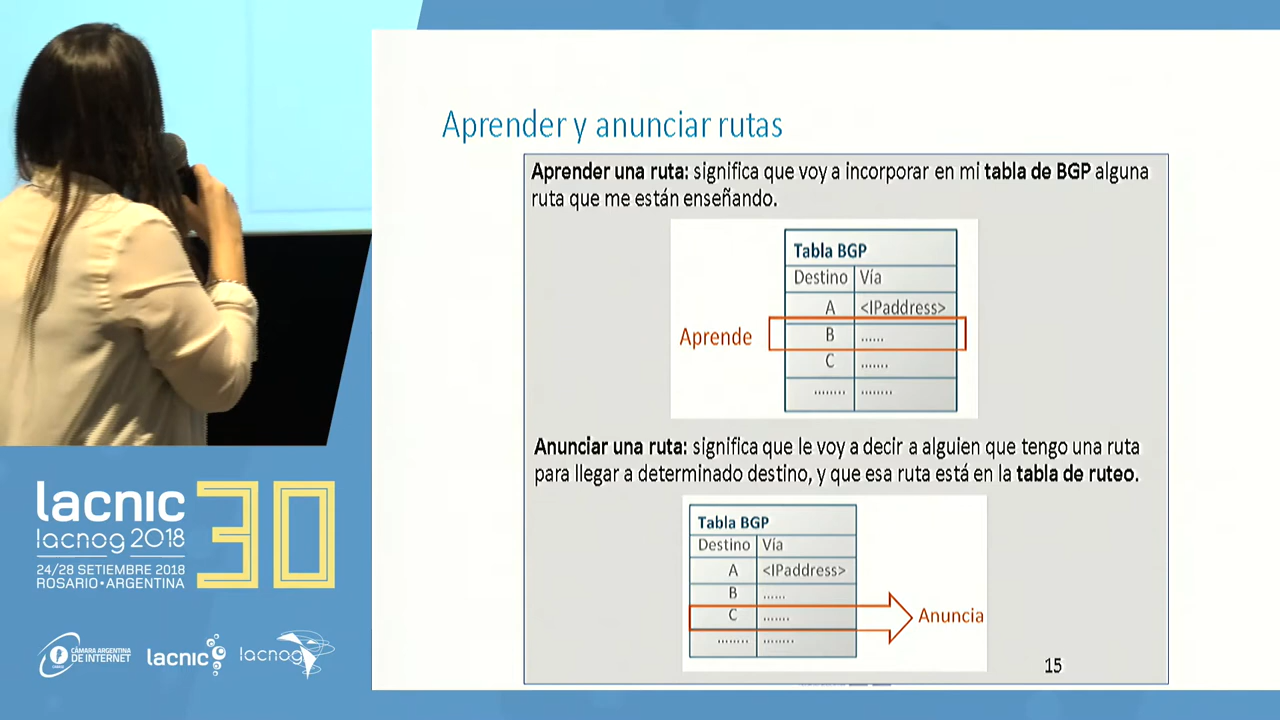 Aprender y anunciar rutas
Aprender una ruta: significa que voy a incorporar en mi tabla de BGP alguna
ruta que me están enseñando.
Tabla BGP
Destino Vía
A <IPaddress>
Aprende
B ......
C .......
........ ........
Anunciar una ruta: significa que le voy a decir a alguien que tengo una ruta
para llegar a determinado destino, y que esa ruta está en la tabla de ruteo.
Tabla BGP
Destino Vía
A <IPaddress>
B ......
C .......
Anuncia
........ ........
15
lacnic 30
lacnog 2018
24/28 SETIEMBRE 2018
ROSARIO • ARGENTINA
CÁMARA ARGENTINA
DE INTERNET
lacnic
lacnog